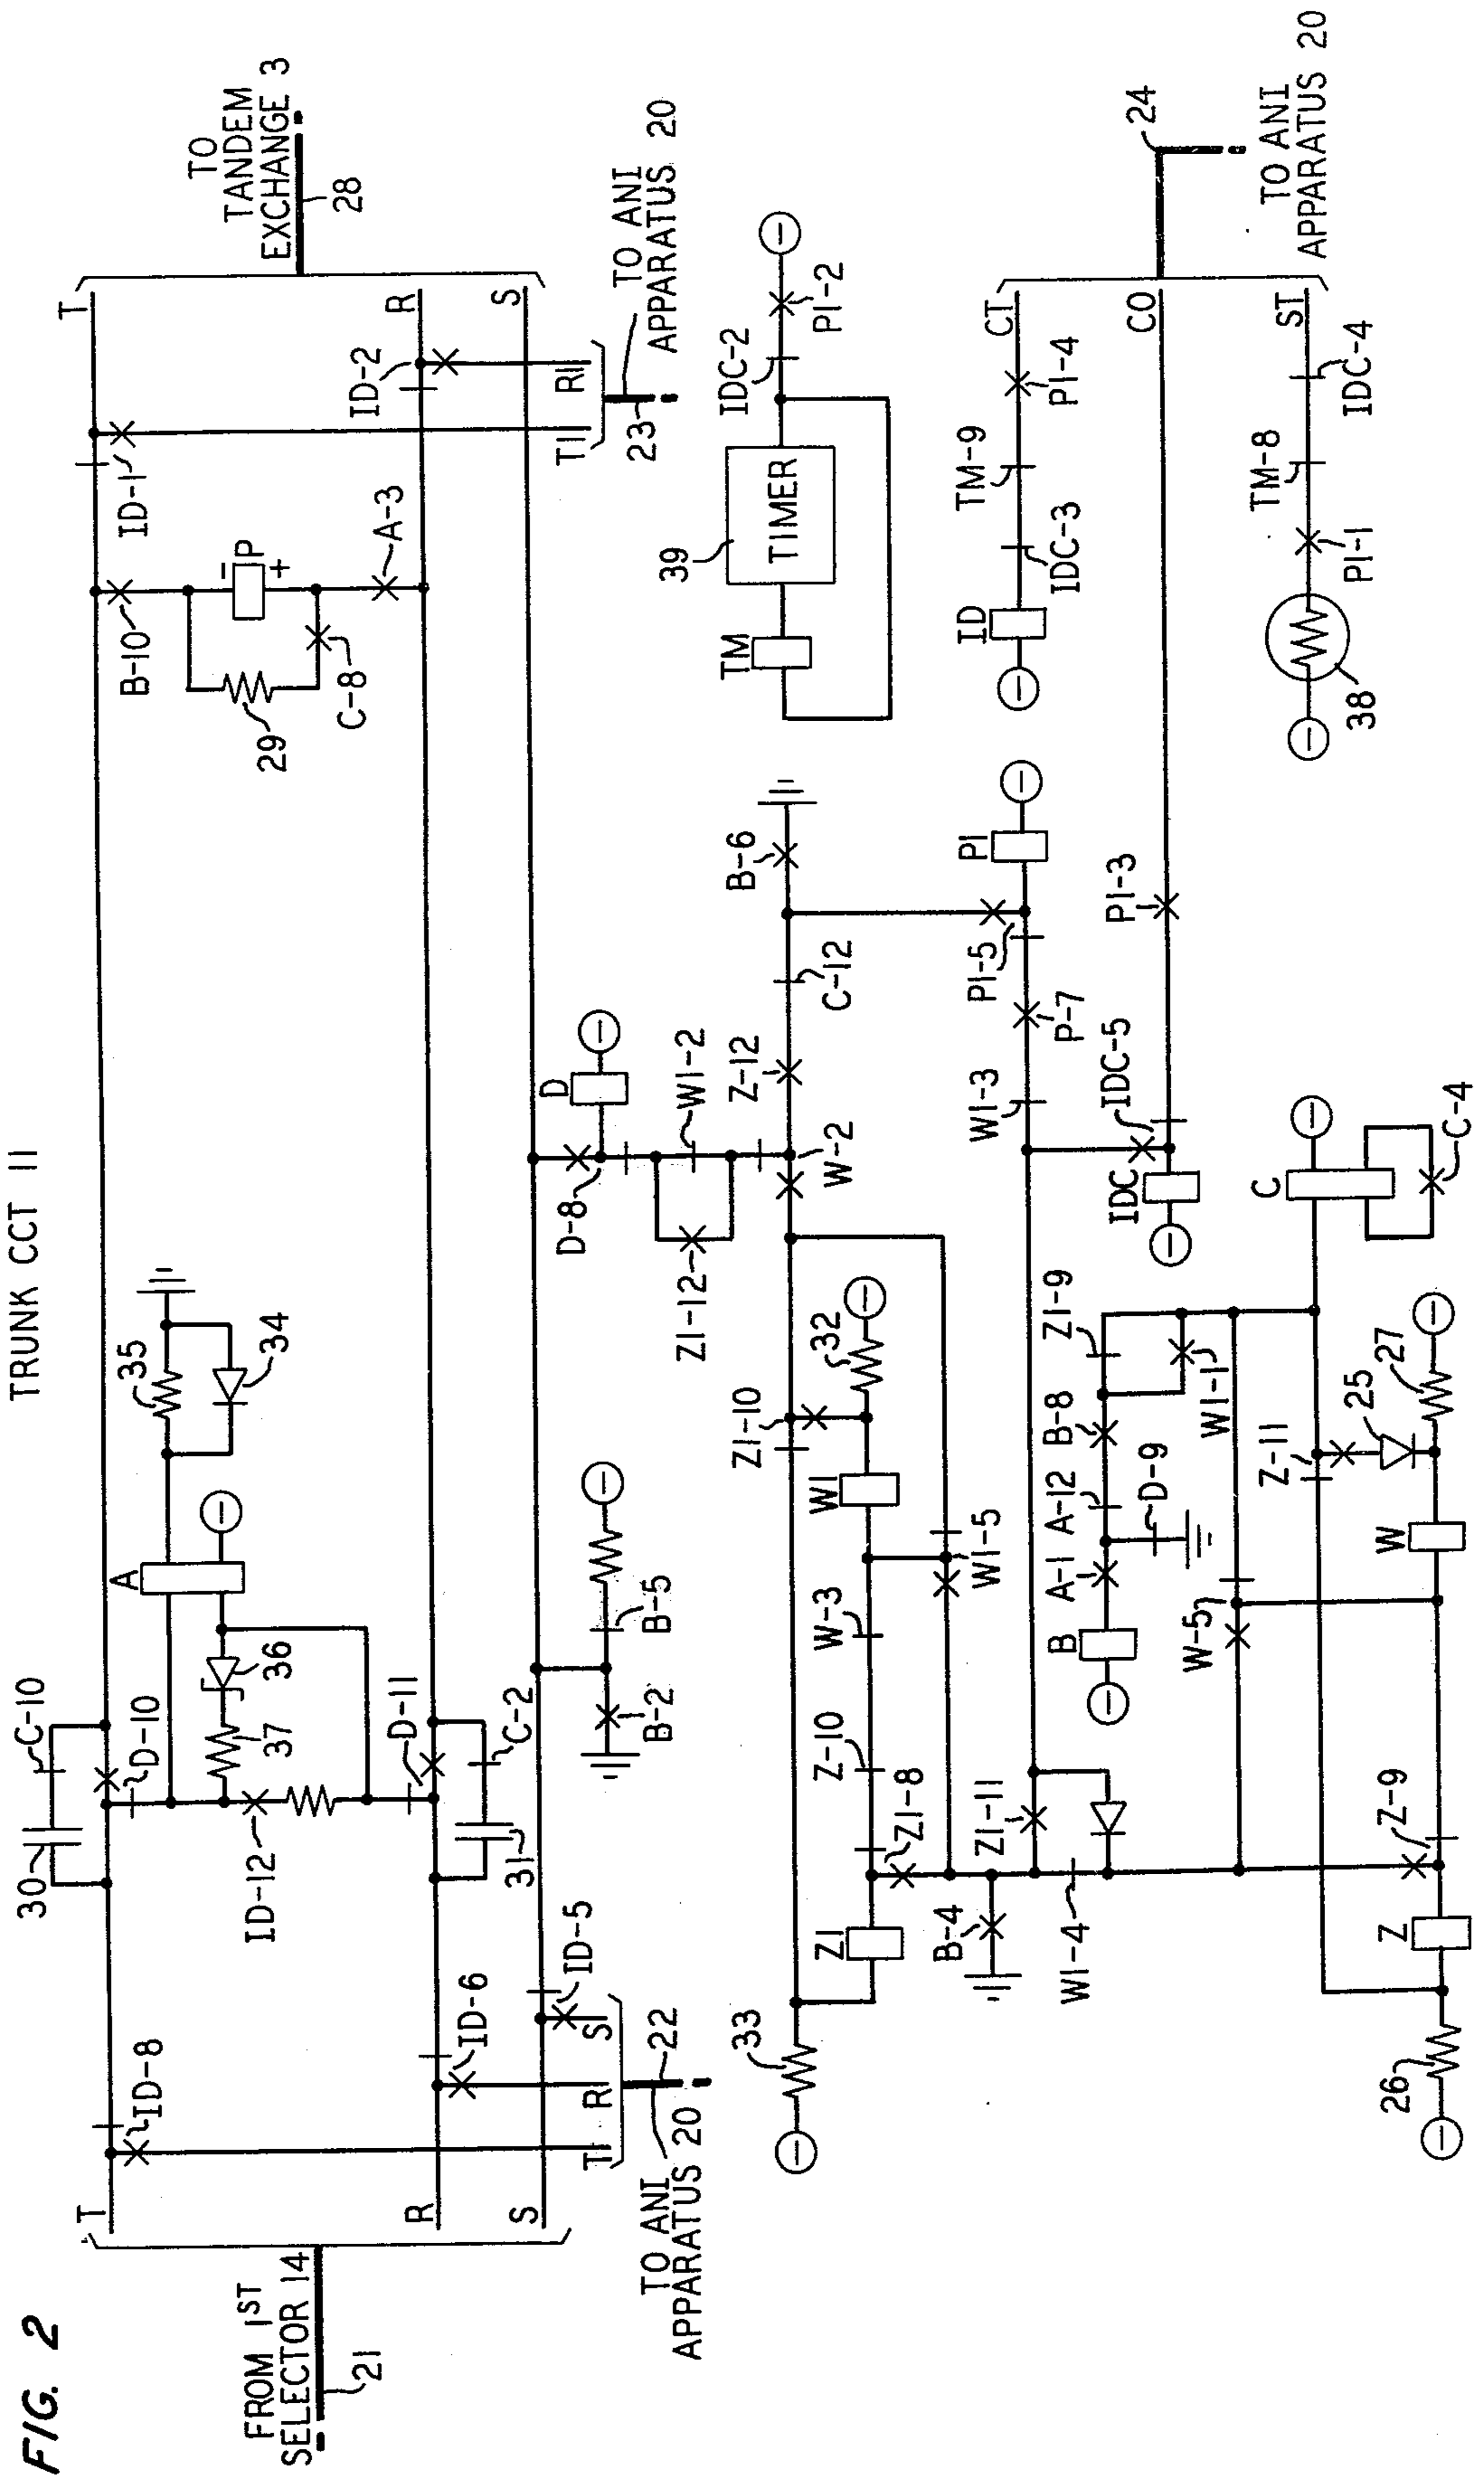 FIG. 2
TRUNK CCT 11
FROM 1ST
SELECTOR 14
21
T
R
S
ID-8
ID-6
ID-5
T
R
S
TO ANI
APPARATUS 20
22
30
C-10
D-10
ID-12
37
36
A
35
34
D-11
C-2
31
B-2
B-5
B-10
P
-
+
29
C-8
A-3
ID-1
ID-2
T
R
S
TO
TANDEM
EXCHANGE 3
28
T1
R1
23
TO ANI
APPARATUS 20
D
D-8
W1-2
Z1-12
Z-12
W-2
C-12
B-6
TM
39
TIMER
IDC-2
P1-2
33
Z1
Z1-8
Z-10
W-3
W1
W1-5
Z1-10
32
B-4
Z1-11
W1-4
W1-3
P-7
P1-5
P1
ID
IDC-3
TM-9
P1-4
CT
B
A-1
A-12
D-9
B-8
Z1-9
W1-1
IDC
IDC-5
P1-3
CO
24
TO ANI
APPARATUS 20
38
P1-1
TM-8
IDC-4
ST
26
Z
Z-9
W-5
W
Z-11
25
27
C
C-4